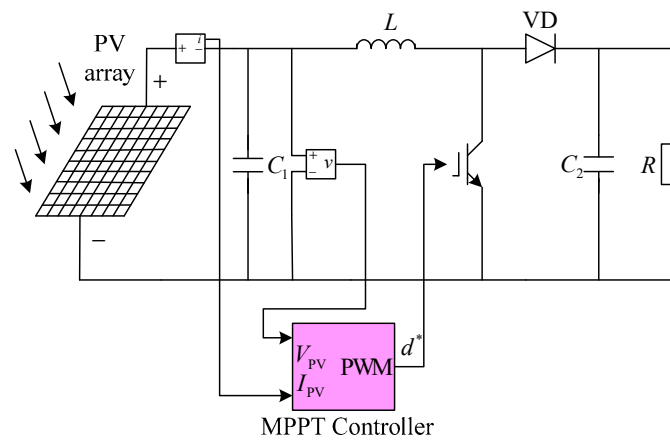 PV
array
+
−
+
i
−
L
VD
C₁
+
−
v
C₂
R
V_PV
I_PV
PWM
d*
MPPT Controller